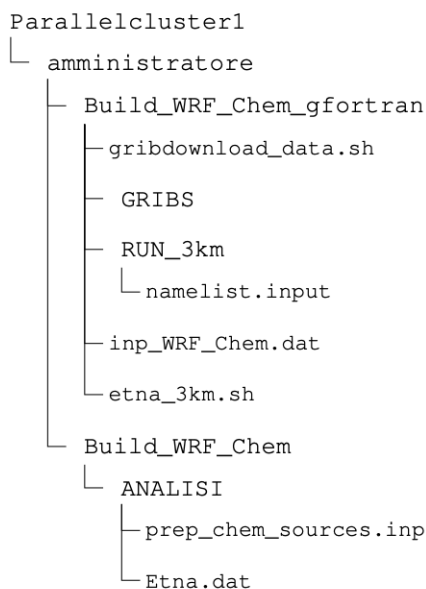 Parallelcluster1
amministratore
Build_WRF_Chem_gfortran
gribdownload_data.sh
GRIBS
RUN_3km
namelist.input
inp_WRF_Chem.dat
etna_3km.sh
Build_WRF_Chem
ANALISI
prep_chem_sources.inp
Etna.dat